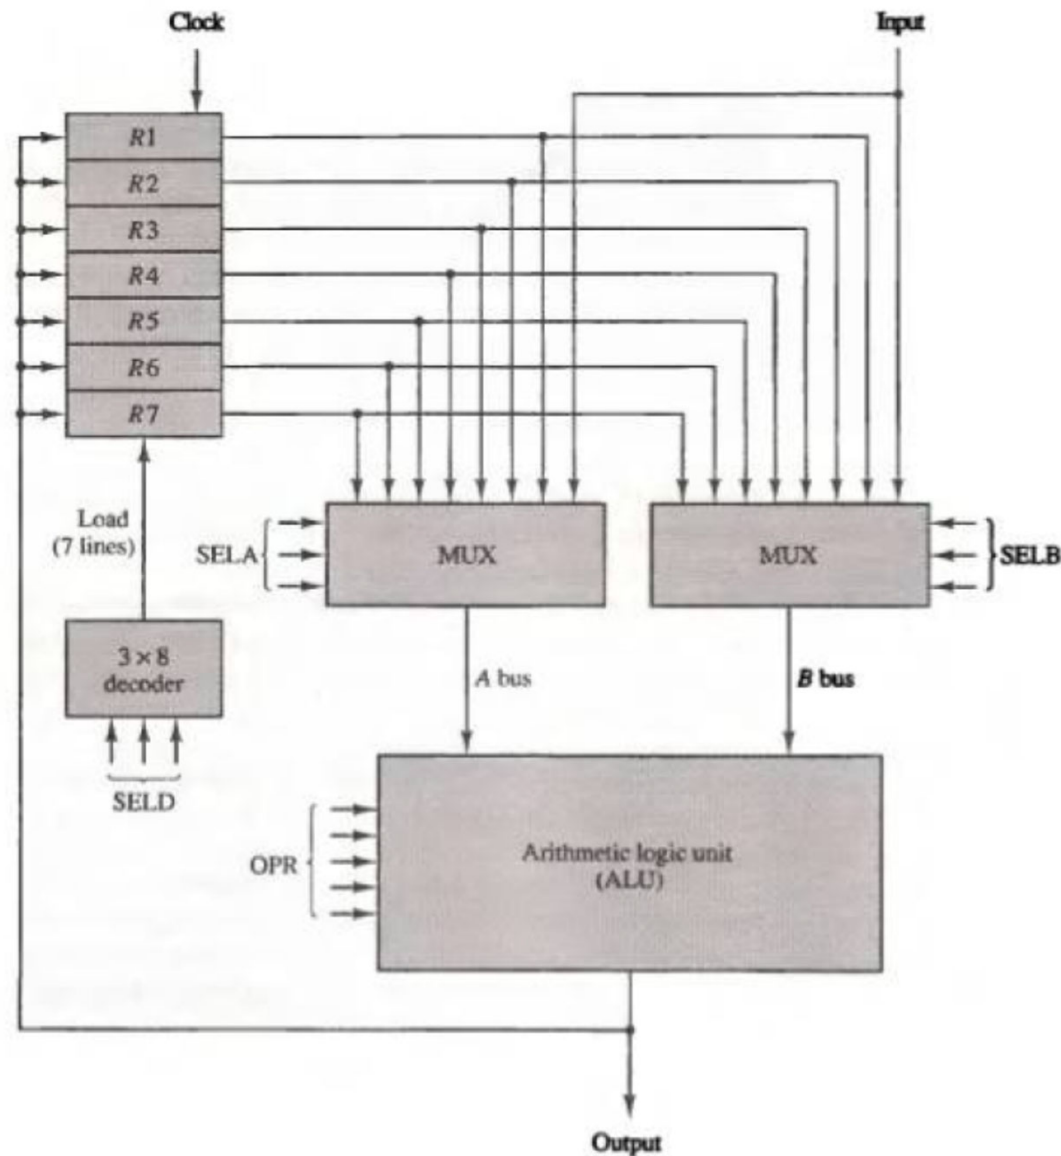 Clock
Input
R1
R2
R3
R4
R5
R6
R7
Load
(7 lines)
SELA
MUX
MUX
SELB
3 × 8
decoder
A bus
B bus
SELD
OPR
Arithmetic logic unit
(ALU)
Output